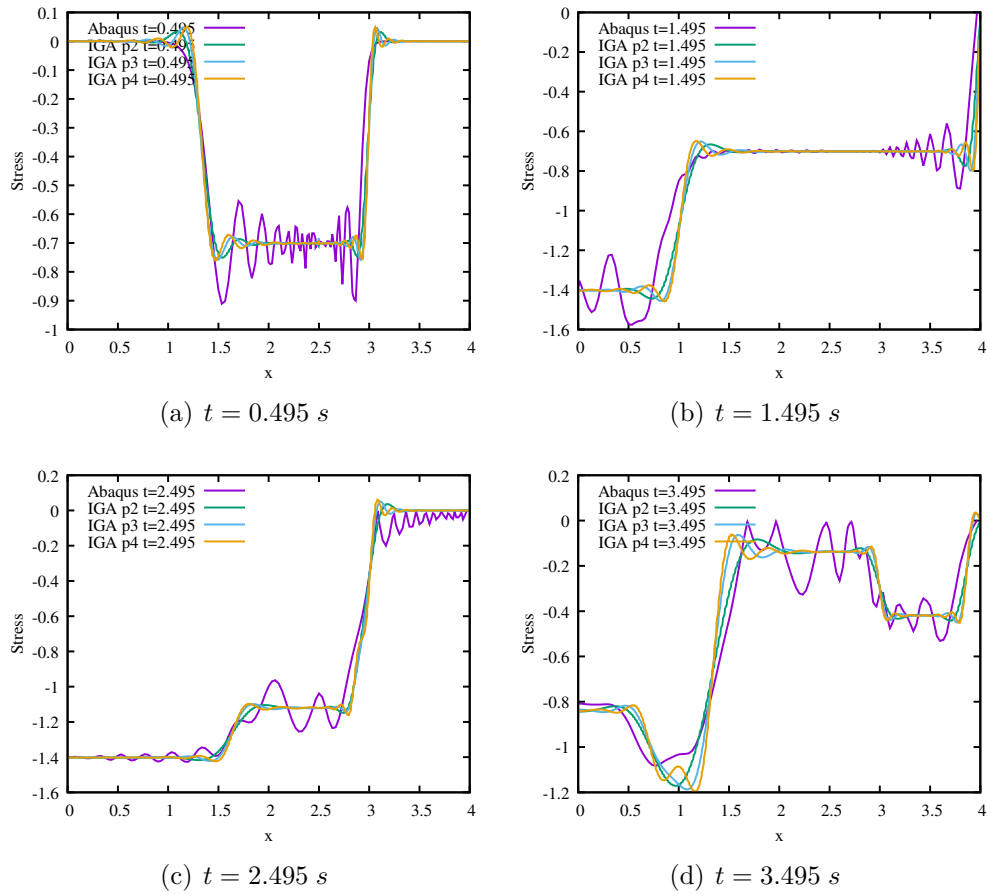 0.1
0
-0.1
-0.2
-0.3
-0.4
-0.5
-0.6
-0.7
-0.8
-0.9
-1
Stress
Abaqus t=0.495
IGA p2 t=0.495
IGA p3 t=0.495
IGA p4 t=0.495
0 0.5 1 1.5 2 2.5 3 3.5 4
x
(a) t = 0.495 s
0
-0.2
-0.4
-0.6
-0.8
-1
-1.2
-1.4
-1.6
Stress
Abaqus t=1.495
IGA p2 t=1.495
IGA p3 t=1.495
IGA p4 t=1.495
0 0.5 1 1.5 2 2.5 3 3.5 4
x
(b) t = 1.495 s
0.2
0
-0.2
-0.4
-0.6
-0.8
-1
-1.2
-1.4
-1.6
Stress
Abaqus t=2.495
IGA p2 t=2.495
IGA p3 t=2.495
IGA p4 t=2.495
0 0.5 1 1.5 2 2.5 3 3.5 4
x
(c) t = 2.495 s
0.2
0
-0.2
-0.4
-0.6
-0.8
-1
-1.2
Stress
Abaqus t=3.495
IGA p2 t=3.495
IGA p3 t=3.495
IGA p4 t=3.495
0 0.5 1 1.5 2 2.5 3 3.5 4
x
(d) t = 3.495 s